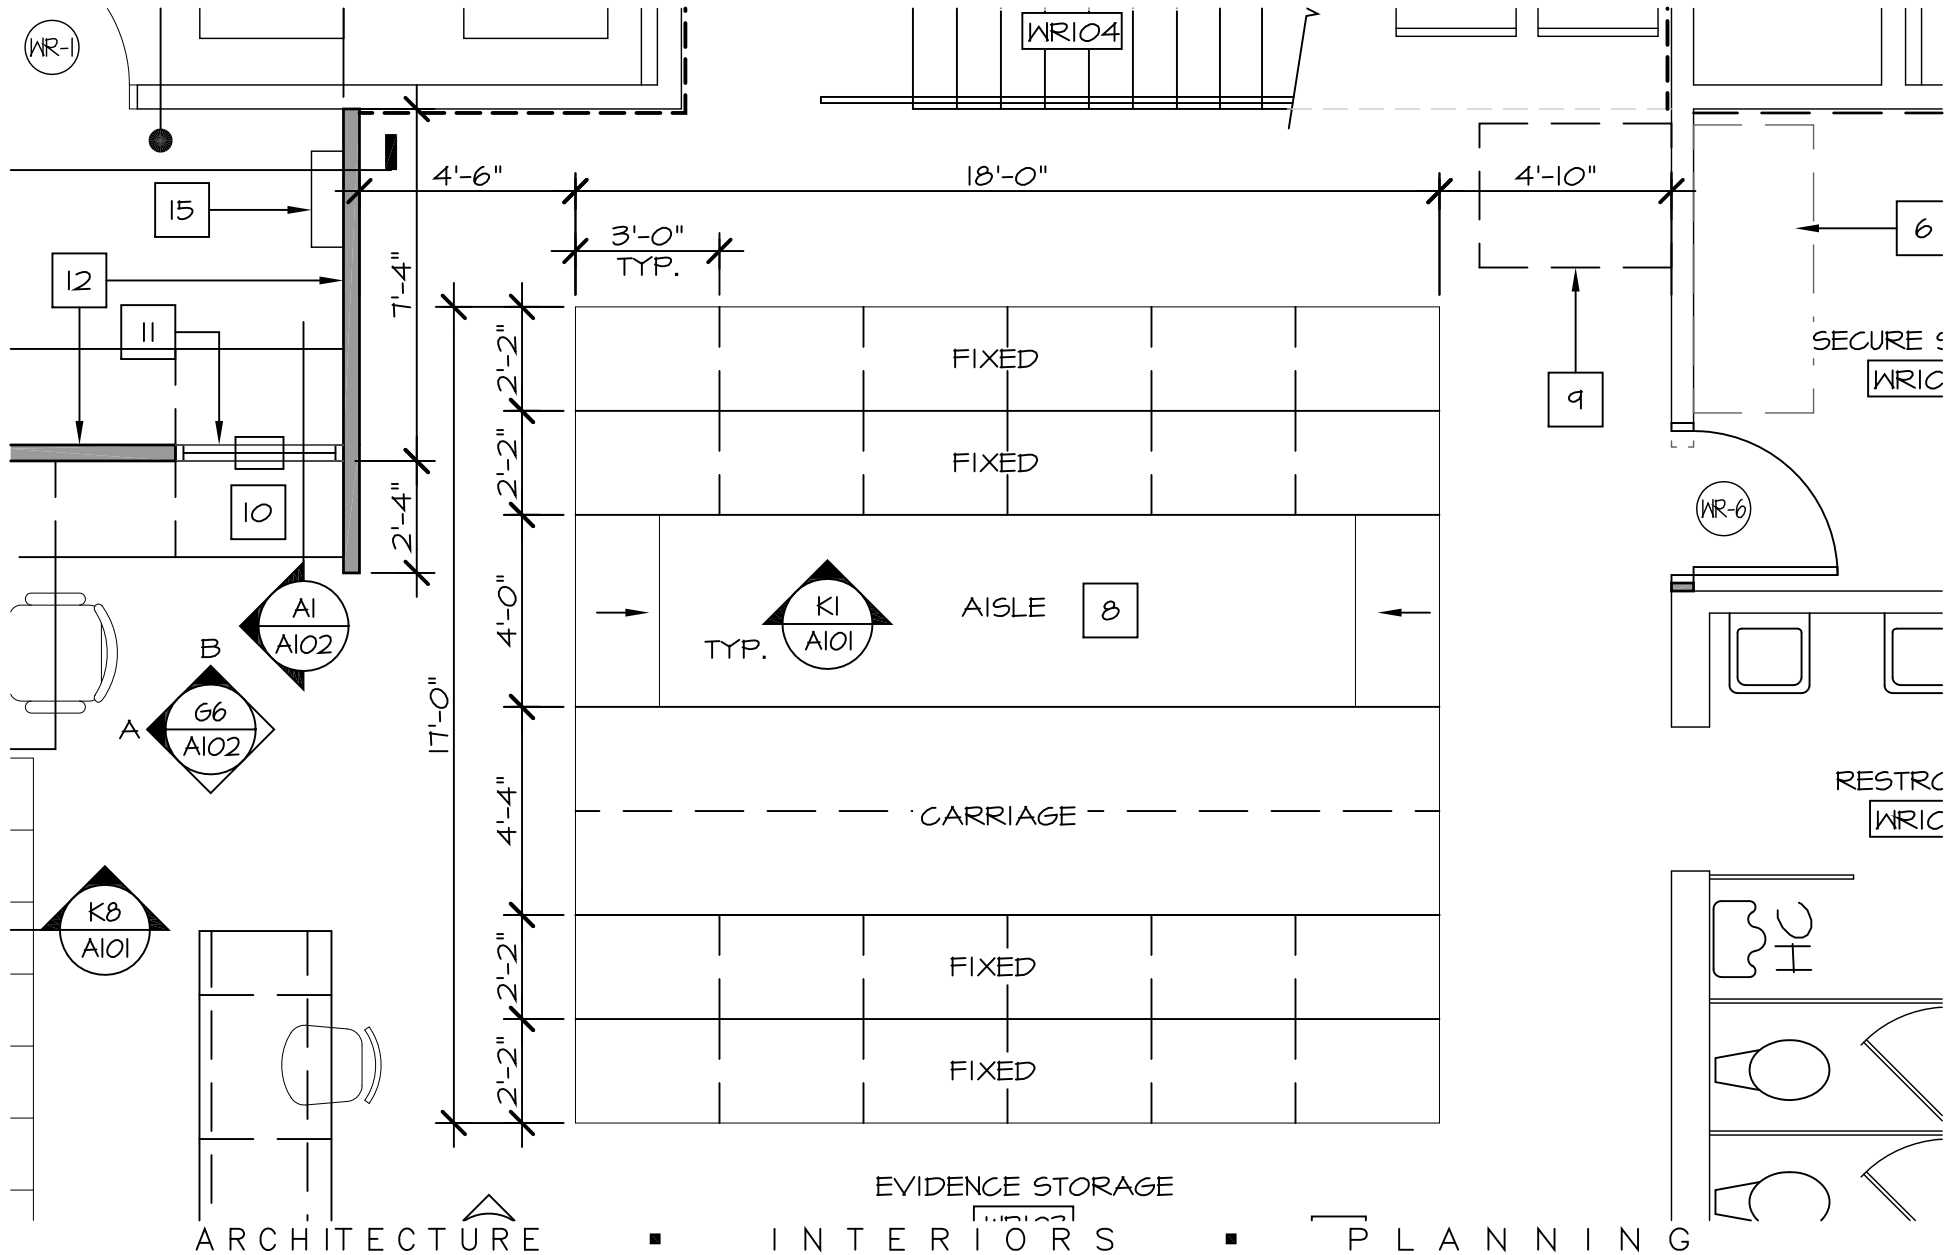 WR-1
WR104
4'-6"
18'-0"
4'-10"
15
6
3'-0"
TYP.
12
7'-4"
11
SECURE
2'-2"
FIXED
9
2'-2"
FIXED
10
2'-4"
WR-6
A1
A102
4'-0"
K1
A101
TYP.
AISLE
8
B
A
G6
A102
17'-0"
4'-4"
CARRIAGE
K8
A101
HC
2'-2"
FIXED
2'-2"
FIXED
EVIDENCE STORAGE
ARCHITECTURE ▪ INTERIORS ▪ PLANNING